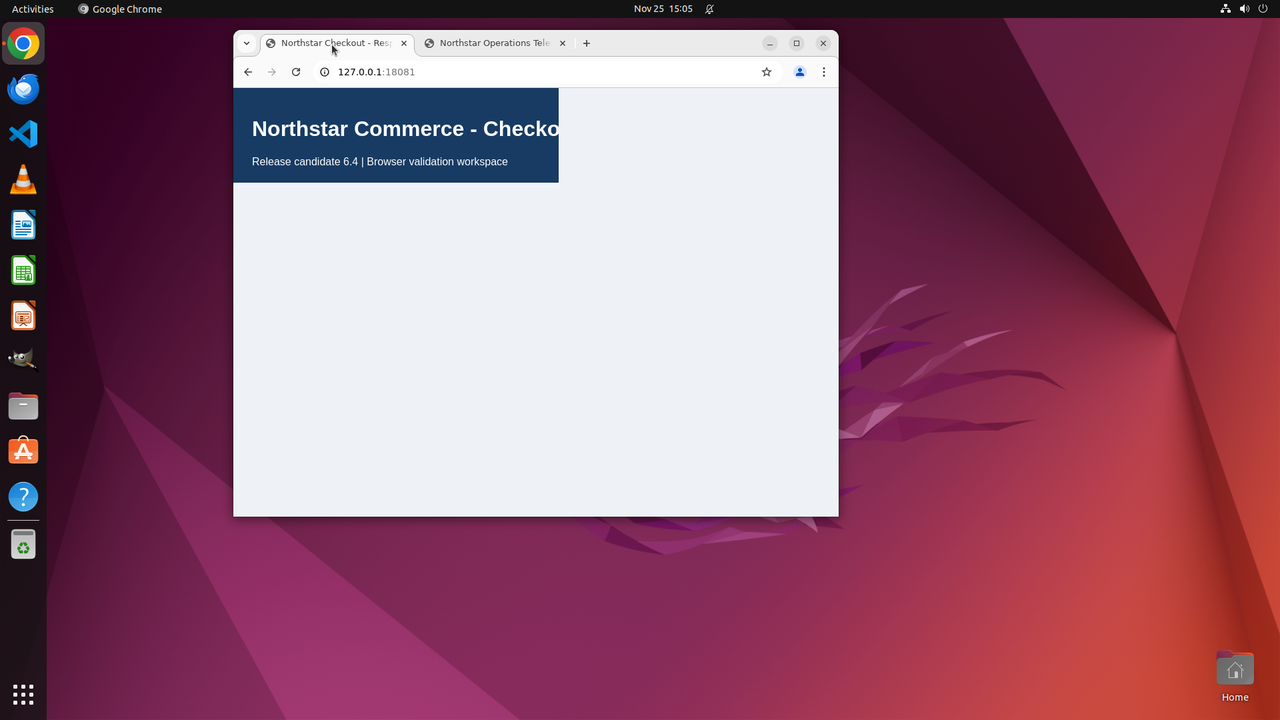 Activities
Google Chrome
Nov 25 15:05
Northstar Checkout - Res
Northstar Operations Tele
127.0.0.1:18081
Northstar Commerce - Checko
Release candidate 6.4 | Browser validation workspace
Home